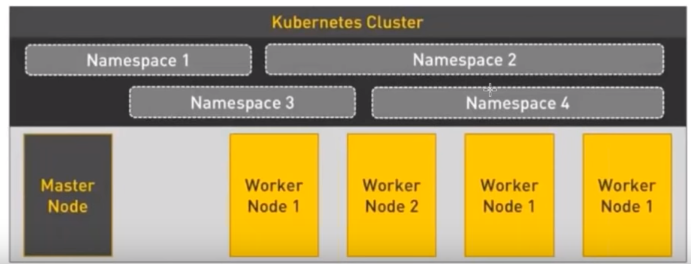 Kubernetes Cluster
Namespace 1
Namespace 2
Namespace 3
Namespace 4
Master
Node
Worker
Node 1
Worker
Node 2
Worker
Node 1
Worker
Node 1